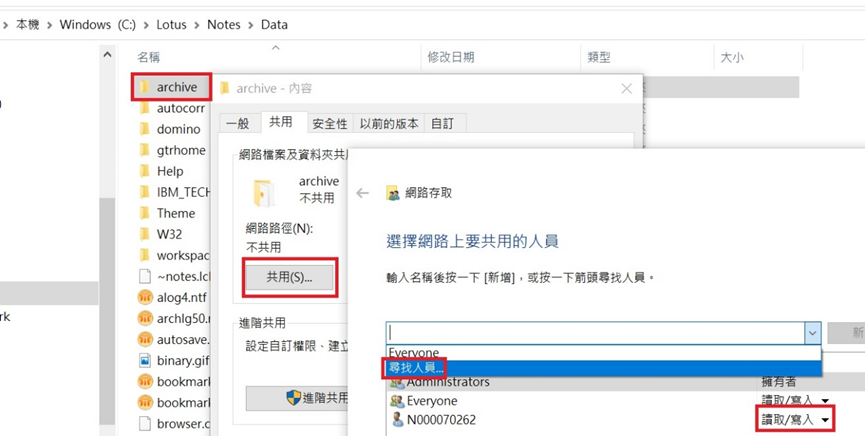 本機 > Windows (C:) > Lotus > Notes > Data
名稱 修改日期 類型 大小
archive
autocorr
domino
gtrhome
Help
IBM_TECH
Theme
W32
workspac
~notes.lc
alog4.ntf
archlg50.
autosave.
binary.gif
bookmark
bookmark
browser.c
rk
archive - 內容
一般 共用 安全性 以前的版本 自訂
網路檔案及資料夾共用
archive
不共用
網路路徑(N):
不共用
共用(S)...
進階共用
設定自訂權限、建立
進階共用
網路存取
選擇網路上要共用的人員
輸入名稱後按一下 [新增]，或按一下箭頭尋找人員。
新
Everyone
尋找人員...
Administrators 擁有者
Everyone 讀取/寫入
N000070262 讀取/寫入